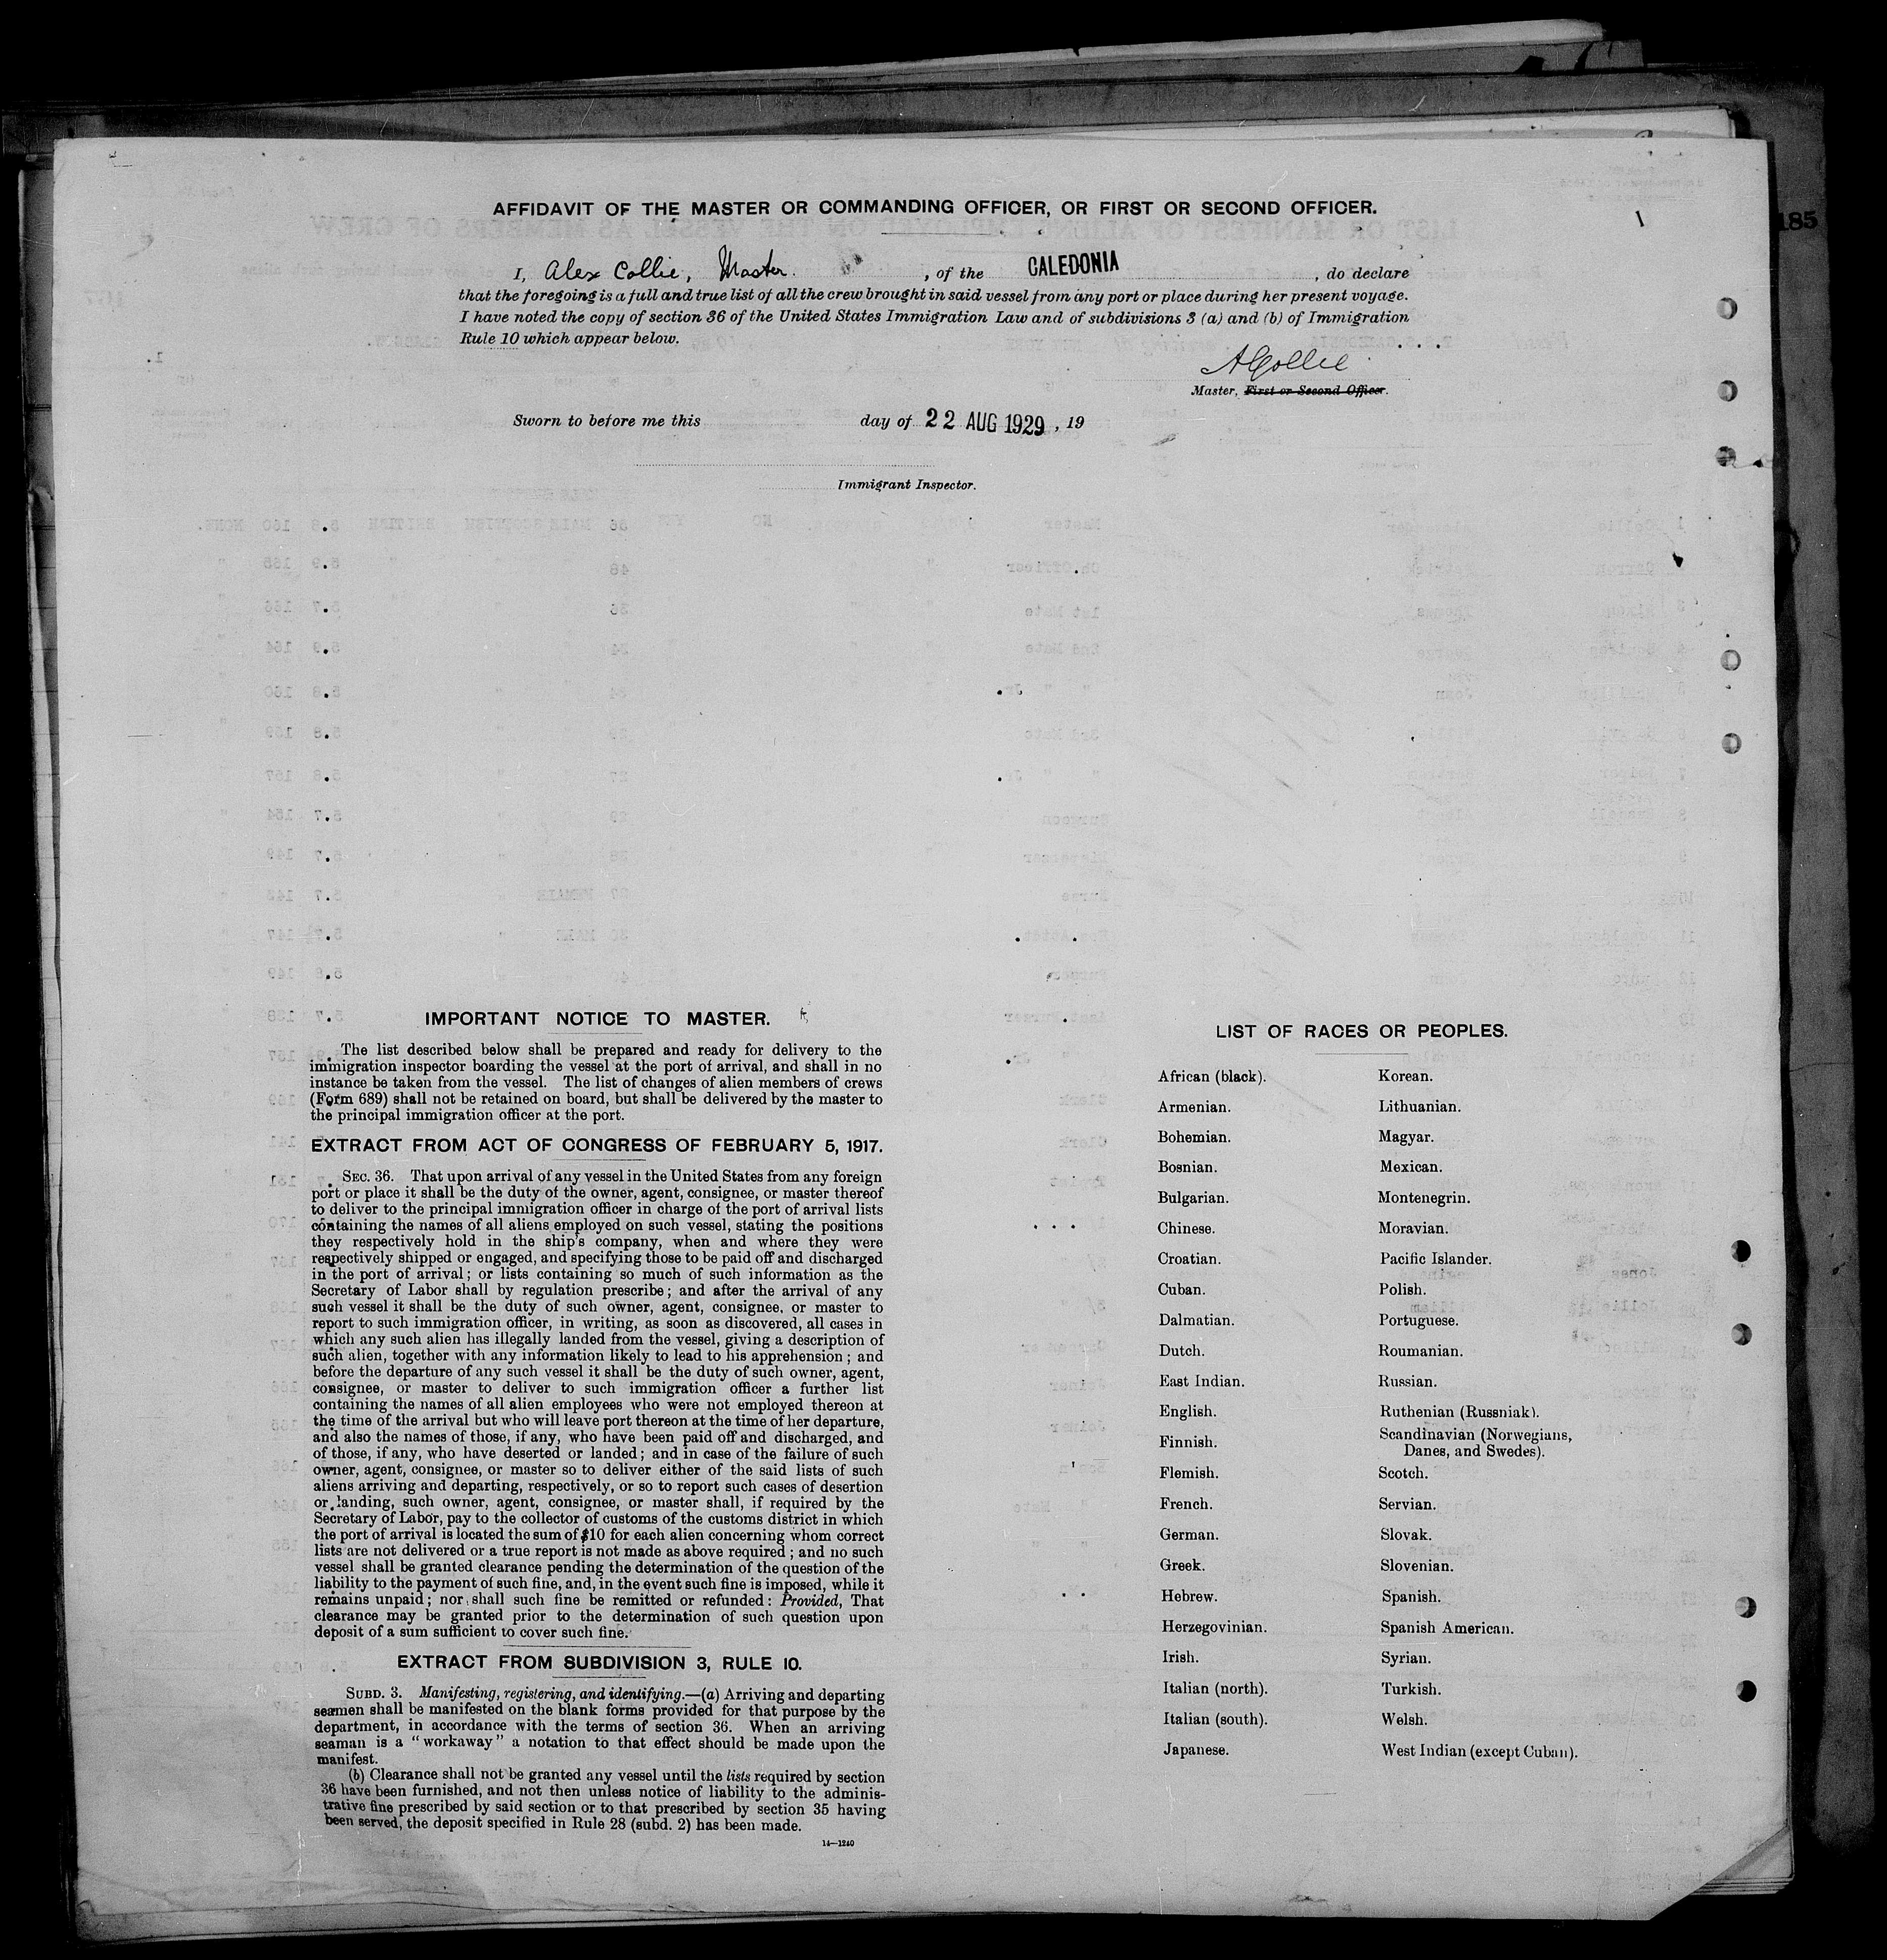 AFFIDAVIT OF THE MASTER OR COMMANDING OFFICER, OR FIRST OR SECOND OFFICER.
I, Alex Collie, Master. , of the CALEDONIA , do declare
that the foregoing is a full and true list of all the crew brought in said vessel from any port or place during her present voyage.
I have noted the copy of section 36 of the United States Immigration Law and of subdivisions 3 (a) and (b) of Immigration
Rule 10 which appear below.
ACollie
Master, First or Second Officer.
Sworn to before me this day of 22 AUG 1929, 19
Immigrant Inspector.
185
IMPORTANT NOTICE TO MASTER.
The list described below shall be prepared and ready for delivery to the
immigration inspector boarding the vessel at the port of arrival, and shall in no
instance be taken from the vessel. The list of changes of alien members of crews
(Form 689) shall not be retained on board, but shall be delivered by the master to
the principal immigration officer at the port.
EXTRACT FROM ACT OF CONGRESS OF FEBRUARY 5, 1917.
SEC. 36. That upon arrival of any vessel in the United States from any foreign
port or place it shall be the duty of the owner, agent, consignee, or master thereof
to deliver to the principal immigration officer in charge of the port of arrival lists
containing the names of all aliens employed on such vessel, stating the positions
they respectively hold in the ship's company, when and where they were
respectively shipped or engaged, and specifying those to be paid off and discharged
in the port of arrival; or lists containing so much of such information as the
Secretary of Labor shall by regulation prescribe; and after the arrival of any
such vessel it shall be the duty of such owner, agent, consignee, or master to
report to such immigration officer, in writing, as soon as discovered, all cases in
which any such alien has illegally landed from the vessel, giving a description of
such alien, together with any information likely to lead to his apprehension; and
before the departure of any such vessel it shall be the duty of such owner, agent,
consignee, or master to deliver to such immigration officer a further list
containing the names of all alien employees who were not employed thereon at
the time of the arrival but who will leave port thereon at the time of her departure,
and also the names of those, if any, who have been paid off and discharged, and
of those, if any, who have deserted or landed; and in case of the failure of such
owner, agent, consignee, or master so to deliver either of the said lists of such
aliens arriving and departing, respectively, or so to report such cases of desertion
or landing, such owner, agent, consignee, or master shall, if required by the
Secretary of Labor, pay to the collector of customs of the customs district in which
the port of arrival is located the sum of $10 for each alien concerning whom correct
lists are not delivered or a true report is not made as above required; and no such
vessel shall be granted clearance pending the determination of the question of the
liability to the payment of such fine, and, in the event such fine is imposed, while it
remains unpaid; nor shall such fine be remitted or refunded: Provided, That
clearance may be granted prior to the determination of such question upon
deposit of a sum sufficient to cover such fine.
EXTRACT FROM SUBDIVISION 3, RULE 10.
SUBD. 3. Manifesting, registering, and identifying.—(a) Arriving and departing
seamen shall be manifested on the blank forms provided for that purpose by the
department, in accordance with the terms of section 36. When an arriving
seaman is a "workaway" a notation to that effect should be made upon the
manifest.
(b) Clearance shall not be granted any vessel until the lists required by section
36 have been furnished, and not then unless notice of liability to the adminis-
trative fine prescribed by said section or to that prescribed by section 35 having
been served, the deposit specified in Rule 28 (subd. 2) has been made.
14—1240
LIST OF RACES OR PEOPLES.
African (black).
Armenian.
Bohemian.
Bosnian.
Bulgarian.
Chinese.
Croatian.
Cuban.
Dalmatian.
Dutch.
East Indian.
English.
Finnish.
Flemish.
French.
German.
Greek.
Hebrew.
Herzegovinian.
Irish.
Italian (north).
Italian (south).
Japanese.
Korean.
Lithuanian.
Magyar.
Mexican.
Montenegrin.
Moravian.
Pacific Islander.
Polish.
Portuguese.
Roumanian.
Russian.
Ruthenian (Russniak).
Scandinavian (Norwegians,
Danes, and Swedes).
Scotch.
Servian.
Slovak.
Slovenian.
Spanish.
Spanish American.
Syrian.
Turkish.
Welsh.
West Indian (except Cuban).